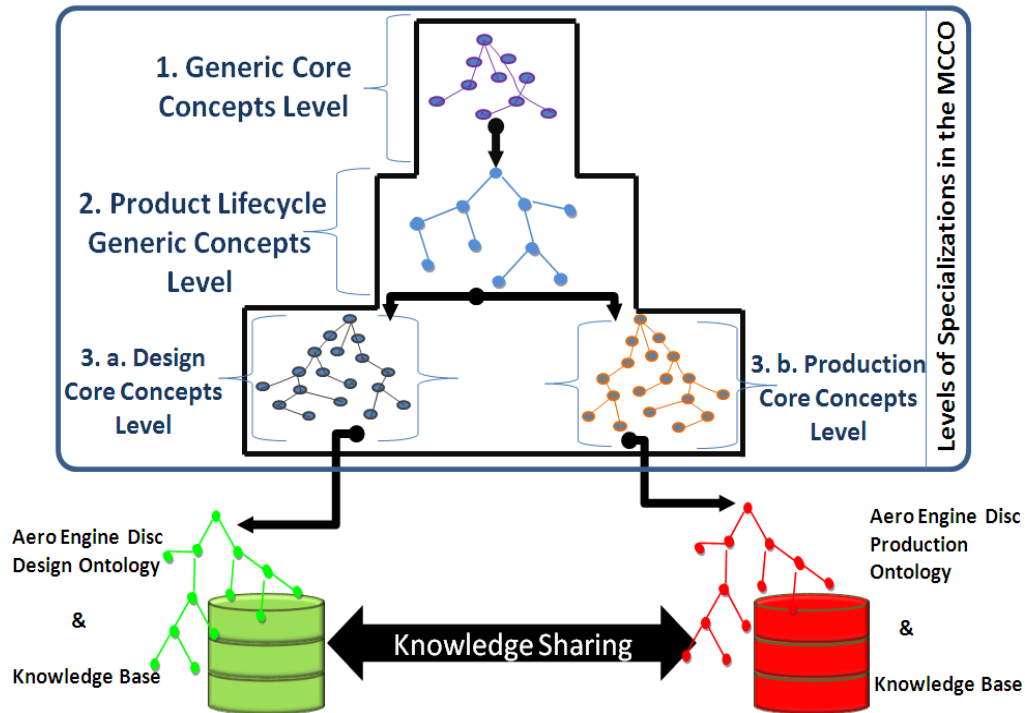 1. Generic Core
Concepts Level
2. Product Lifecycle
Generic Concepts
Level
3. a. Design
Core Concepts
Level
3. b. Production
Core Concepts
Level
Levels of Specializations in the MCCO
Aero Engine Disc
Design Ontology
&
Knowledge Base
Knowledge Sharing
Aero Engine Disc
Production
Ontology
&
Knowledge Base